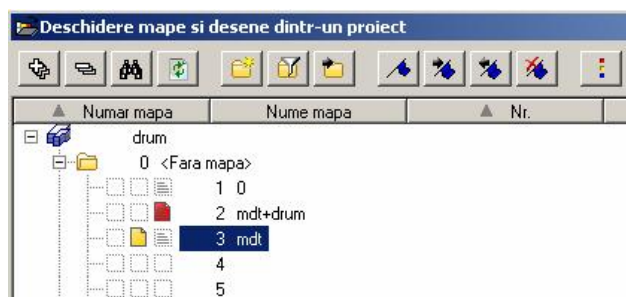 Deschidere mape si desene dintr-un proiect
Numar mapa Nume mapa Nr.
drum
0 <Fara mapa>
1 0
2 mdt+drum
3 mdt
4
5